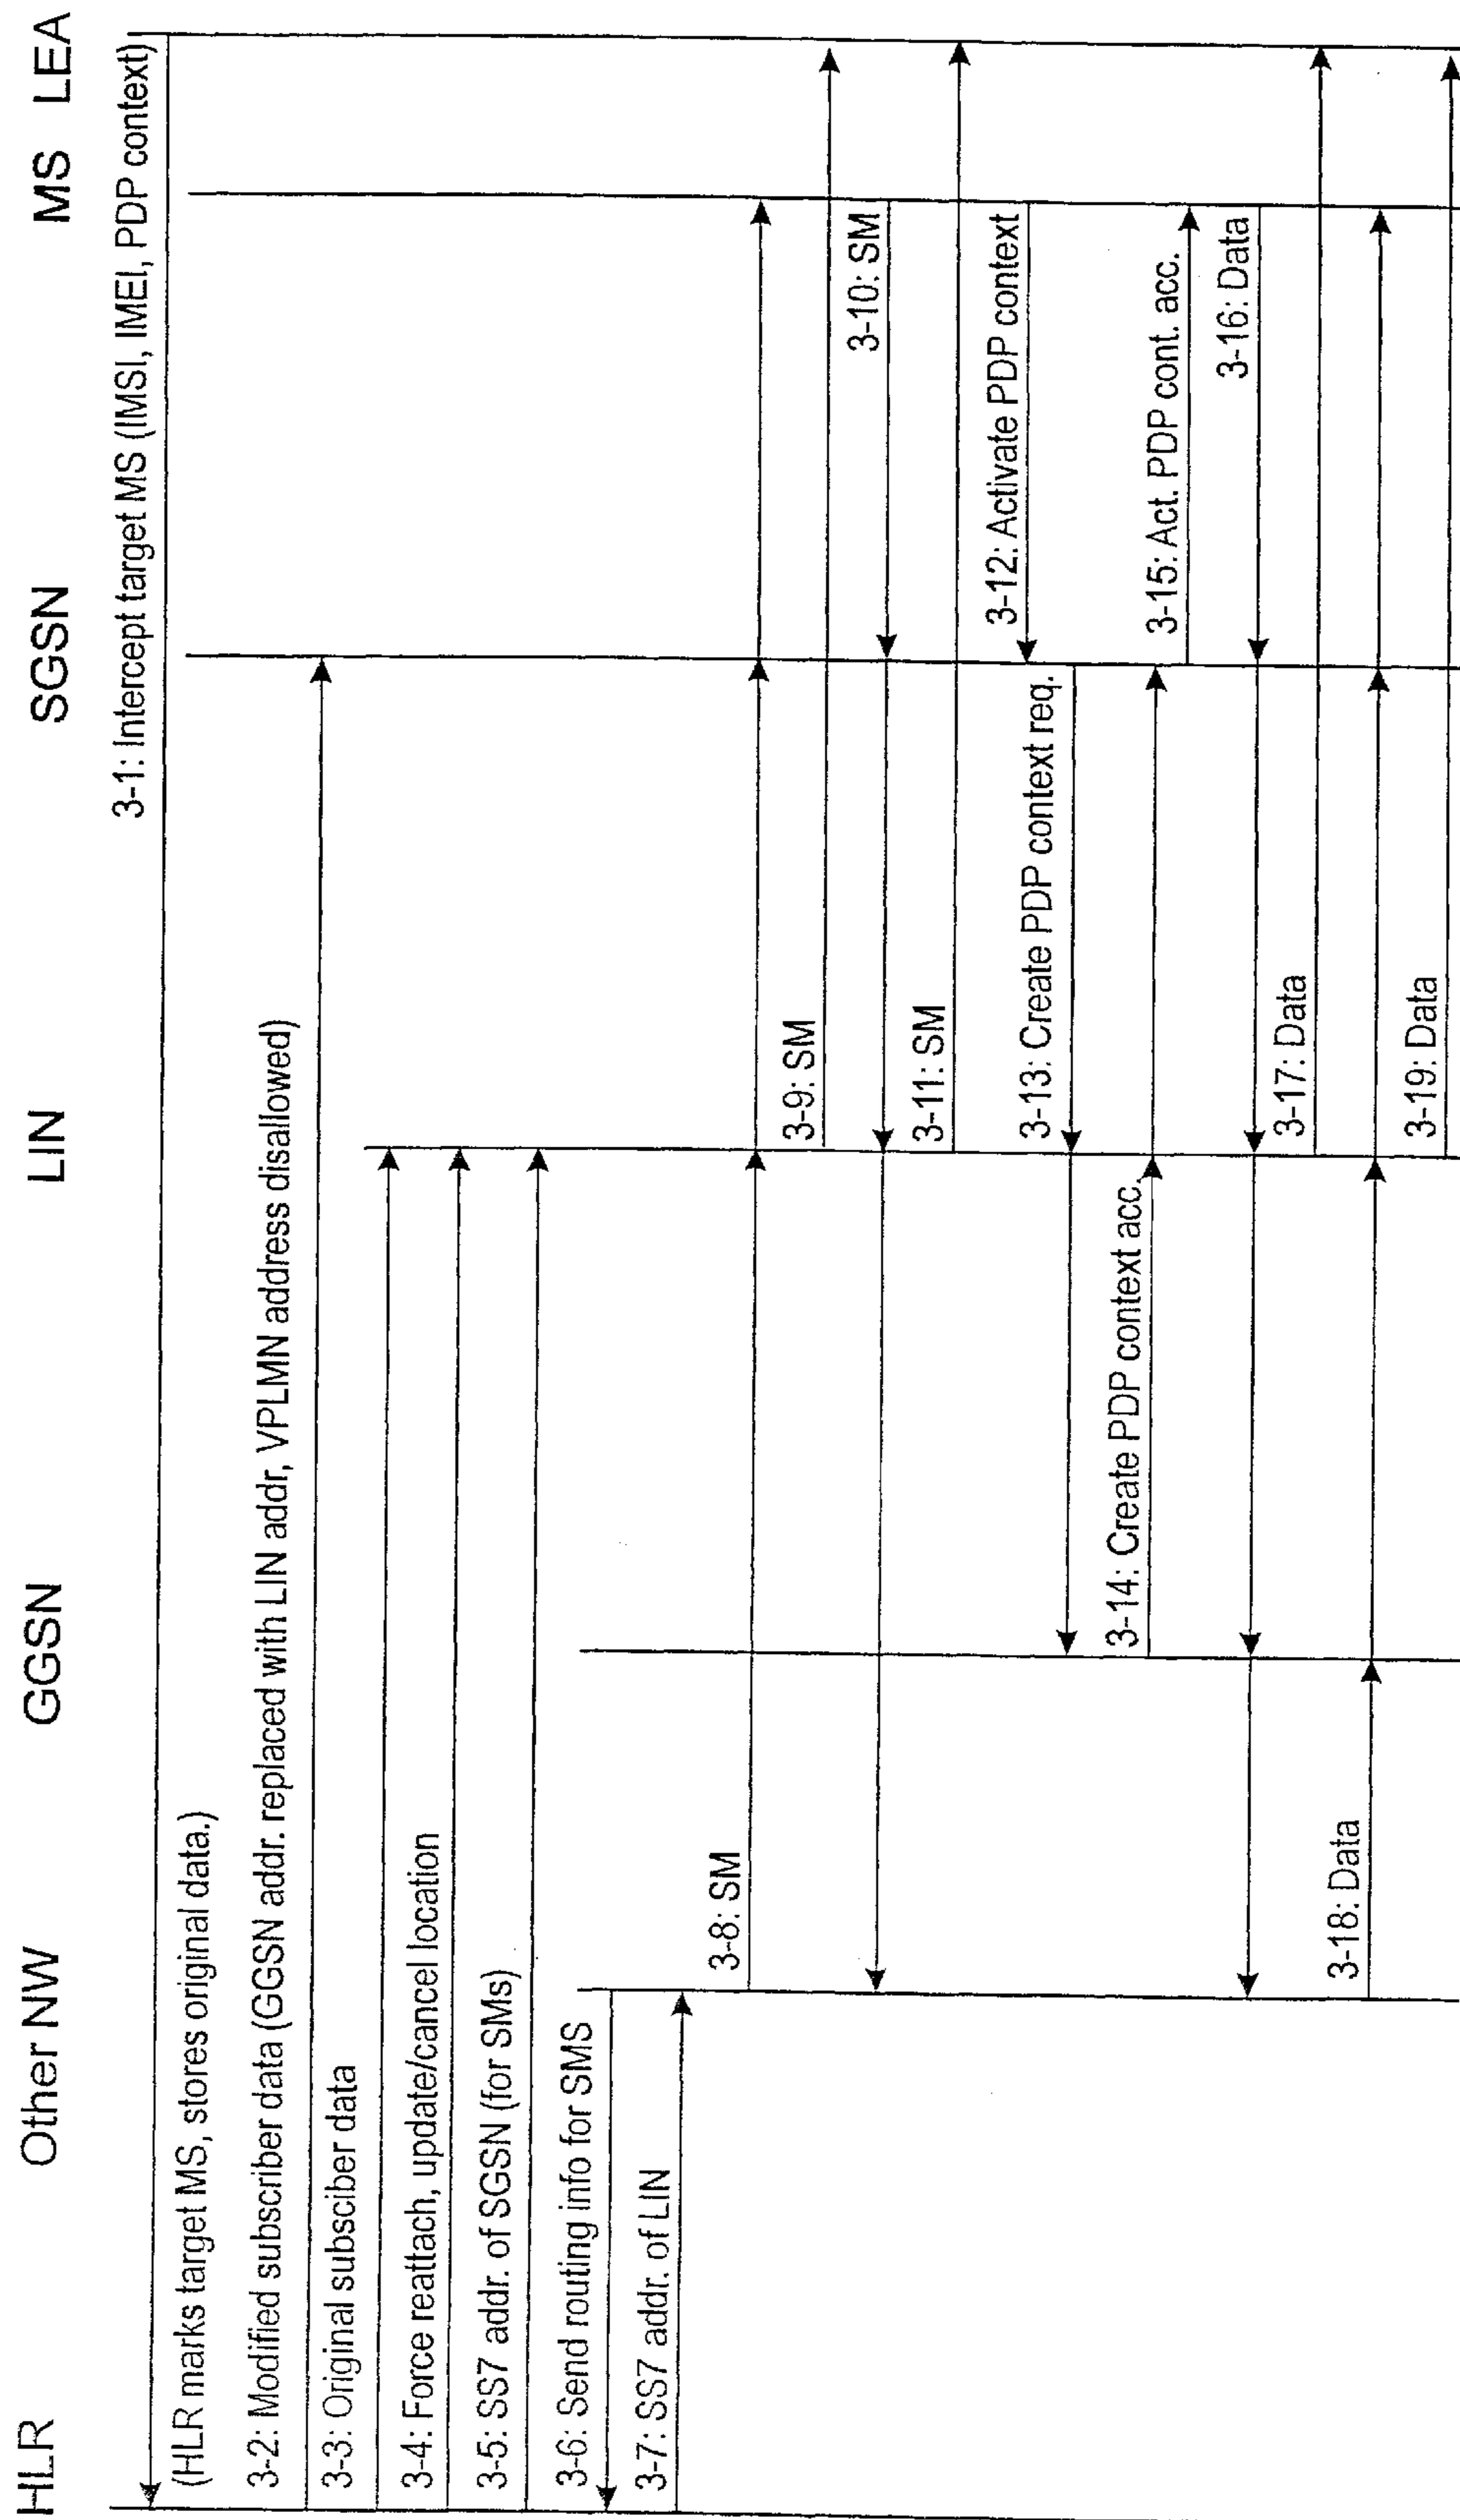 HLR
Other NW
GGSN
LIN
SGSN
MS
LEA
3-1: Intercept target MS (IMSI, IMEI, PDP context)
(HLR marks target MS, stores original data.)
3-2: Modified subscriber data (GGSN addr. replaced with LIN addr, VPLMN address disallowed)
3-3: Original subsciber data
3-4: Force reattach, update/cancel location
3-5: SS7 addr. of SGSN (for SMs)
3-6: Send routing info for SMS
3-7: SS7 addr. of LIN
3-8: SM
3-9: SM
3-10: SM
3-11: SM
3-12: Activate PDP context
3-13: Create PDP context req.
3-14: Create PDP context acc.
3-15: Act. PDP cont. acc.
3-16: Data
3-17: Data
3-18: Data
3-19: Data